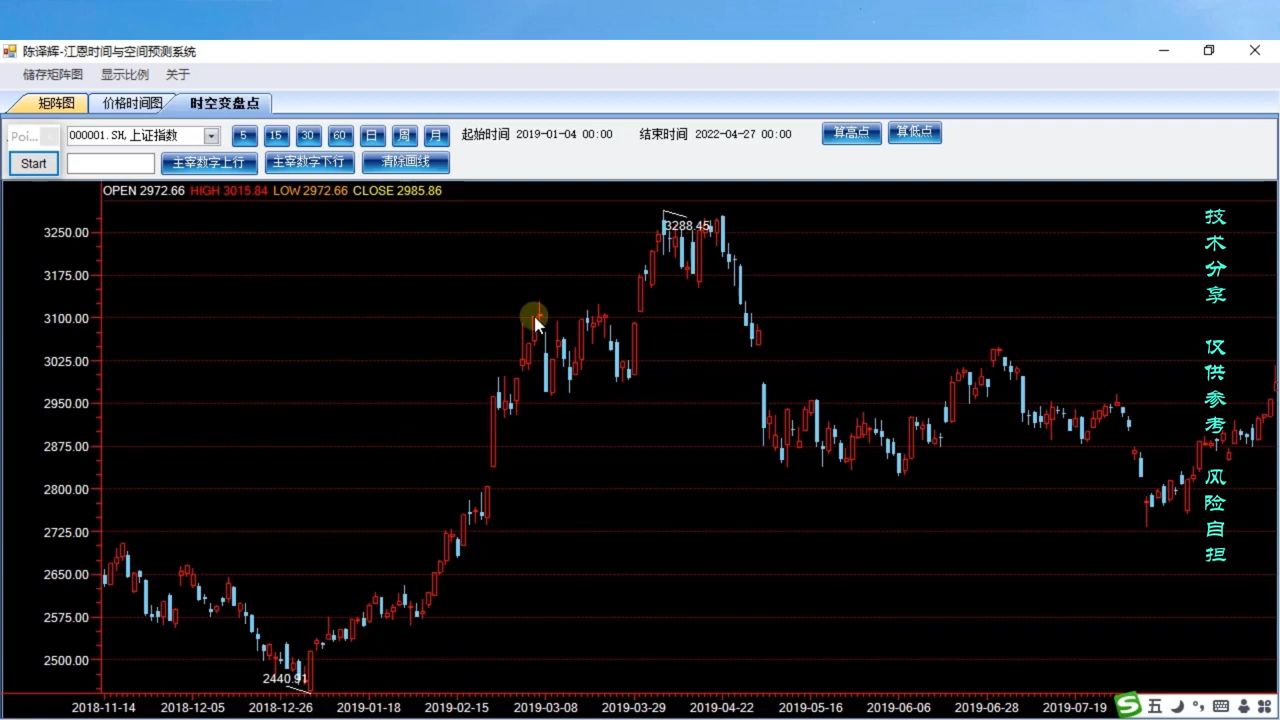 陈泽辉-江恩时间与空间预测系统
储存矩阵图 显示比例 关于
矩阵图 价格时间图 时空变盘点
Poi... 000001.SH,上证指数 5 15 30 60 日 周 月 起始时间 2019-01-04 00:00 结束时间 2022-04-27 00:00 算高点 算低点
Start 主宰数字上行 主宰数字下行 清除画线
OPEN 2972.66 HIGH 3015.84 LOW 2972.66 CLOSE 2985.86
3288.45
3250.00
3175.00
3100.00
3025.00
2950.00
2875.00
2800.00
2725.00
2650.00
2575.00
2500.00
2440.91
技术分享 仅供参考 风险自担
2018-11-14 2018-12-05 2018-12-26 2019-01-18 2019-02-15 2019-03-08 2019-03-29 2019-04-22 2019-05-16 2019-06-06 2019-06-28 2019-07-19
五